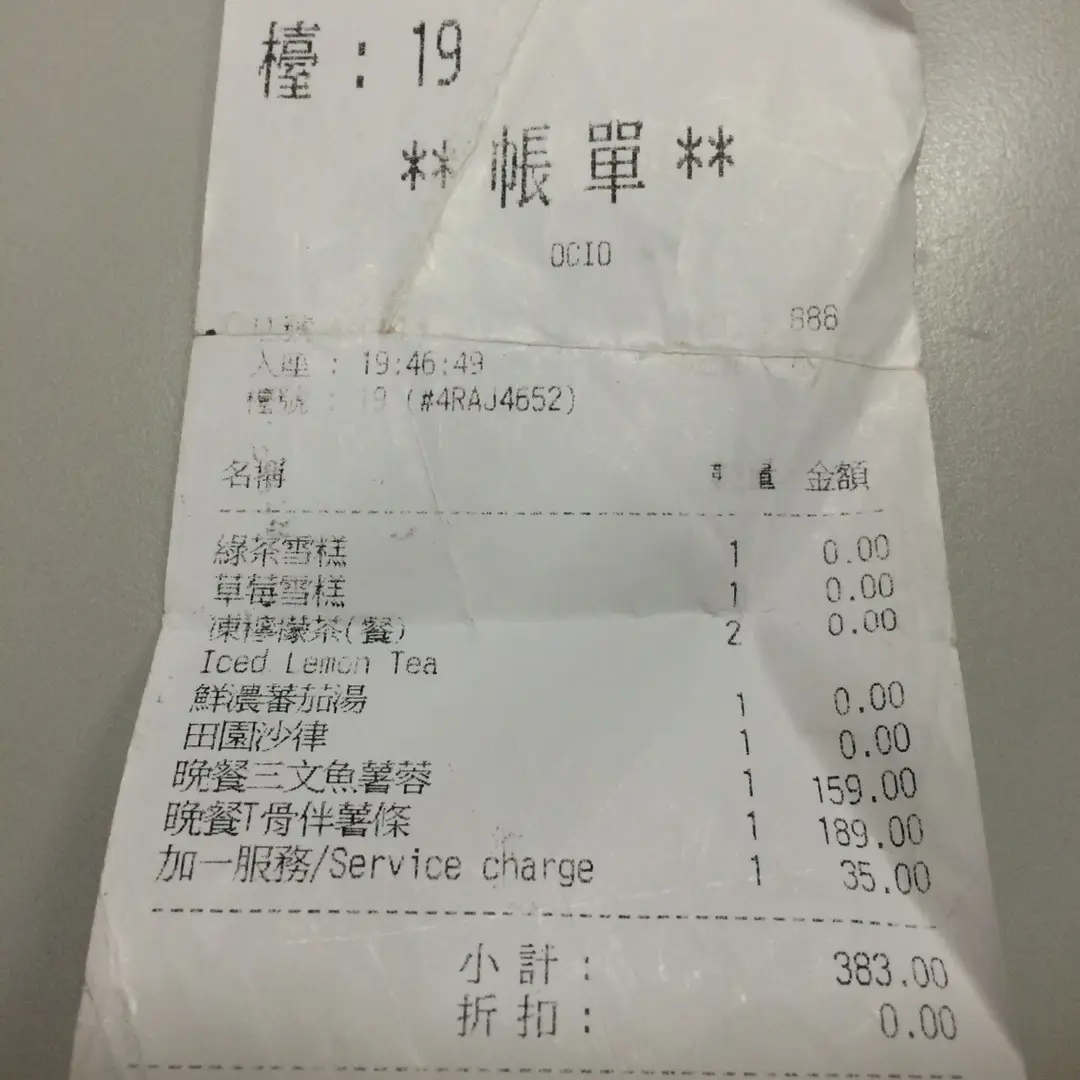 檯：19
**帳單**
OCIO
888
入座：19:46:49
檯號：19 (#4RAJ4652)
名稱 數量 金額
綠茶雪糕 1 0.00
草莓雪糕 1 0.00
凍檸檬茶(餐) 2 0.00
Iced Lemon Tea
鮮濃蕃茄湯 1 0.00
田園沙律 1 0.00
晚餐三文魚薯蓉 1 159.00
晚餐T骨伴薯條 1 189.00
加一服務/Service charge 1 35.00
小計： 383.00
折扣： 0.00